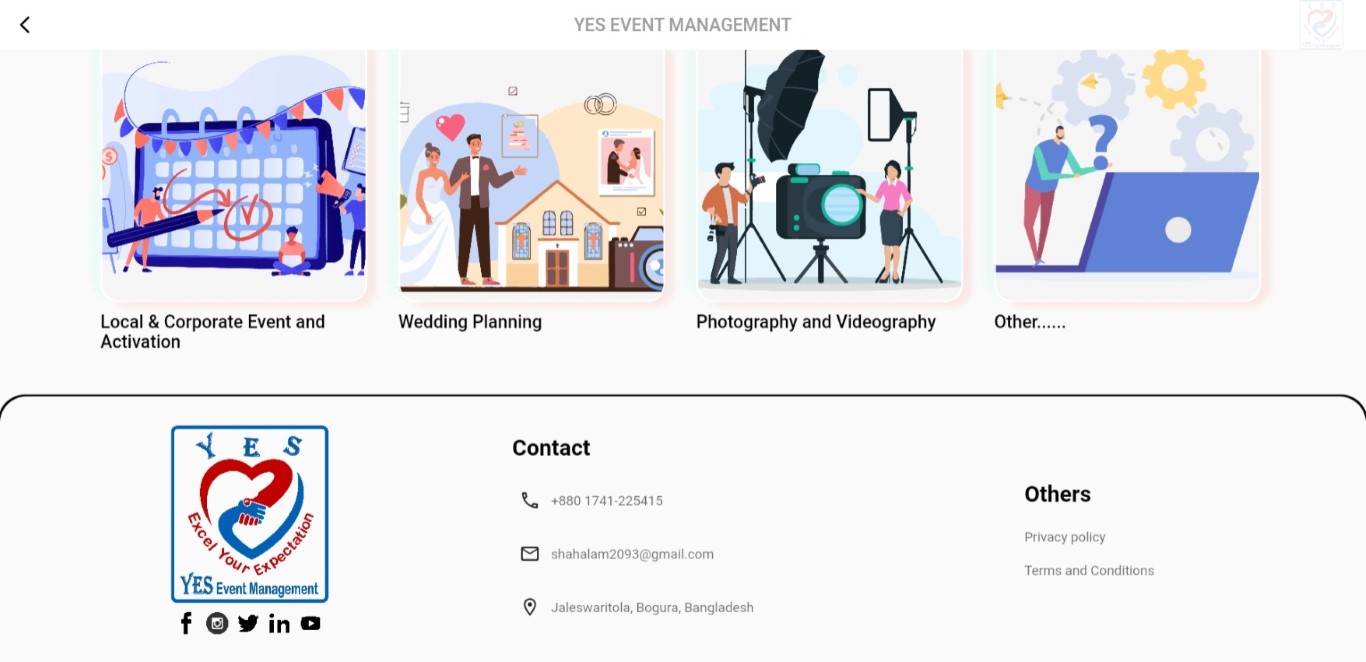 YES EVENT MANAGEMENT
Local & Corporate Event and
Activation
Wedding Planning
Photography and Videography
Other......
Y E S
Excel Your Expectation
YES Event Management
Contact
+880 1741-225415
shahalam2093@gmail.com
Jaleswaritola, Bogura, Bangladesh
Others
Privacy policy
Terms and Conditions